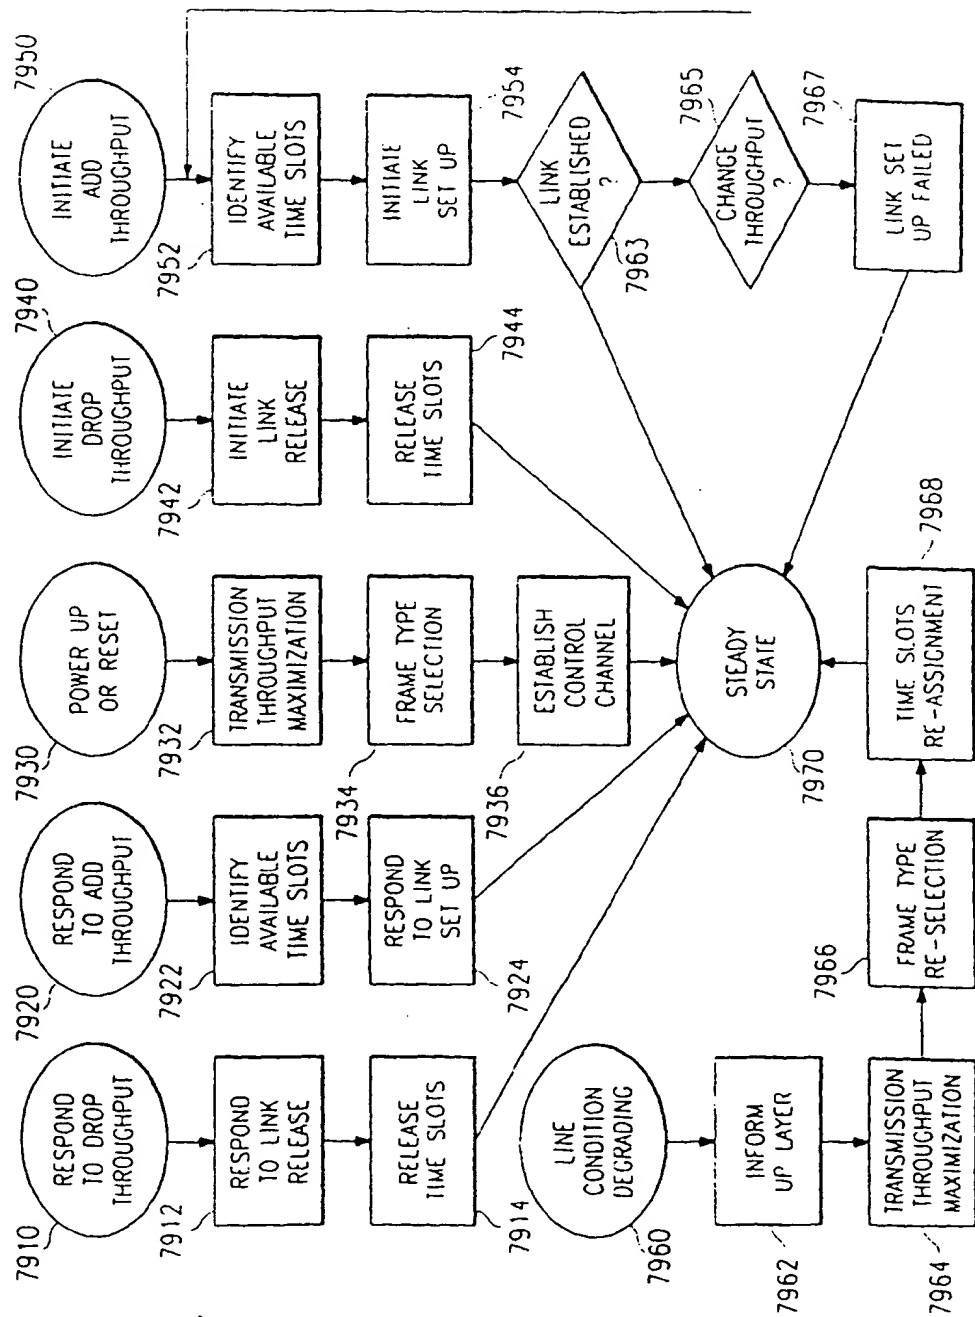 7910
RESPOND
TO DROP
THROUGHPUT
7912
RESPOND
TO LINK
RELEASE
RELEASE
TIME SLOTS
7914
7920
RESPOND
TO ADD
THROUGHPUT
7922
IDENTIFY
AVAILABLE
TIME SLOTS
RESPOND
TO LINK
SET UP
7924
7930
POWER UP
OR RESET
7932
TRANSMISSION
THROUGHPUT
MAXIMIZATION
7934
FRAME TYPE
SELECTION
7936
ESTABLISH
CONTROL
CHANNEL
7940
INITIATE
DROP
THROUGHPUT
7942
INITIATE
LINK
RELEASE
RELEASE
TIME SLOTS
7944
7950
INITIATE
ADD
THROUGHPUT
7952
IDENTIFY
AVAILABLE
TIME SLOTS
INITIATE
LINK
SET UP
7954
LINK
ESTABLISHED
?
7963
CHANGE
THROUGHPUT
?
7965
LINK SET
UP FAILED
7967
LINE
CONDITION
DEGRADING
7960
INFORM
UP LAYER
7962
TRANSMISSION
THROUGHPUT
MAXIMIZATION
7964
7966
FRAME TYPE
RE-SELECTION
TIME SLOTS
RE-ASSIGNMENT
7968
STEADY
STATE
7970